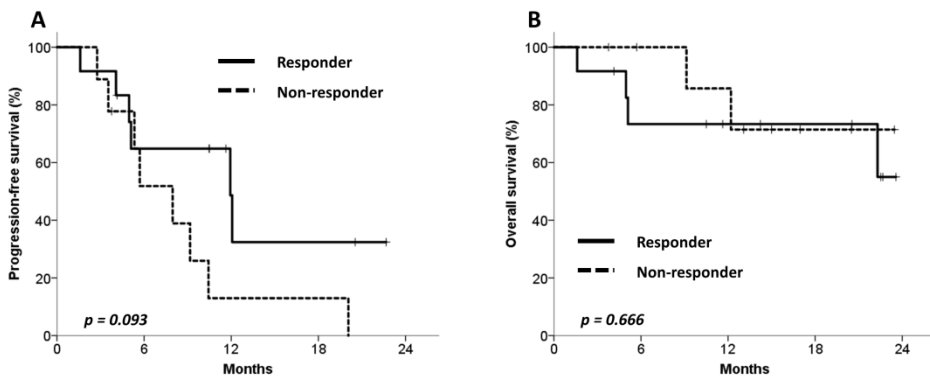 A
Progression-free survival (%)
100
80
60
40
20
0
Responder
Non-responder
p = 0.093
0 6 12 18 24
Months
B
Overall survival (%)
100
80
60
40
20
0
Responder
Non-responder
p = 0.666
0 6 12 18 24
Months